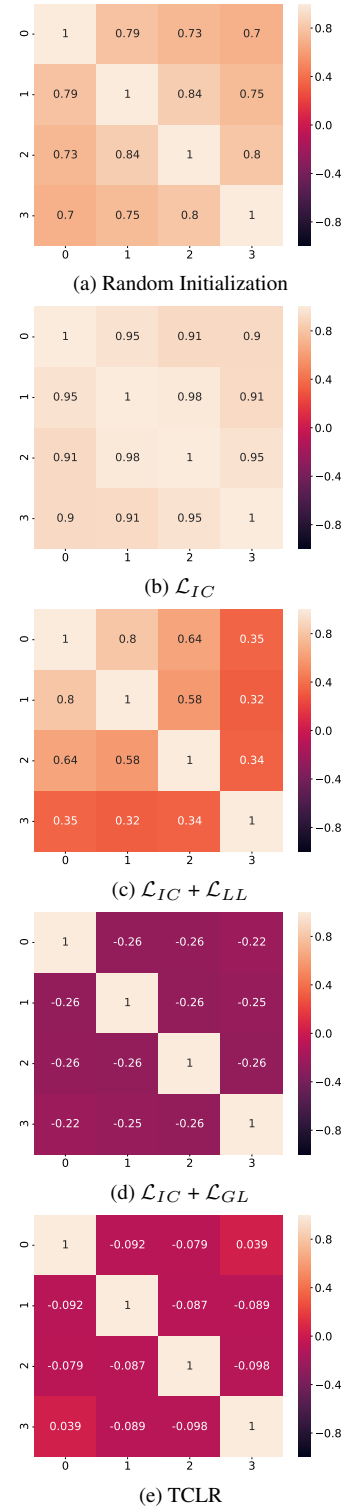 0 1 0.79 0.73 0.7
1 0.79 1 0.84 0.75
2 0.73 0.84 1 0.8
3 0.7 0.75 0.8 1
0 1 2 3
0.8
0.4
0.0
−0.4
−0.8
(a) Random Initialization
0 1 0.95 0.91 0.9
1 0.95 1 0.98 0.91
2 0.91 0.98 1 0.95
3 0.9 0.91 0.95 1
0 1 2 3
0.8
0.4
0.0
−0.4
−0.8
(b) ℒ_IC
0 1 0.8 0.64 0.35
1 0.8 1 0.58 0.32
2 0.64 0.58 1 0.34
3 0.35 0.32 0.34 1
0 1 2 3
0.8
0.4
0.0
−0.4
−0.8
(c) ℒ_IC + ℒ_LL
0 1 -0.26 -0.26 -0.22
1 -0.26 1 -0.26 -0.25
2 -0.26 -0.26 1 -0.26
3 -0.22 -0.25 -0.26 1
0 1 2 3
0.8
0.4
0.0
−0.4
−0.8
(d) ℒ_IC + ℒ_GL
0 1 -0.092 -0.079 0.039
1 -0.092 1 -0.087 -0.089
2 -0.079 -0.087 1 -0.098
3 0.039 -0.089 -0.098 1
0 1 2 3
0.8
0.4
0.0
−0.4
−0.8
(e) TCLR